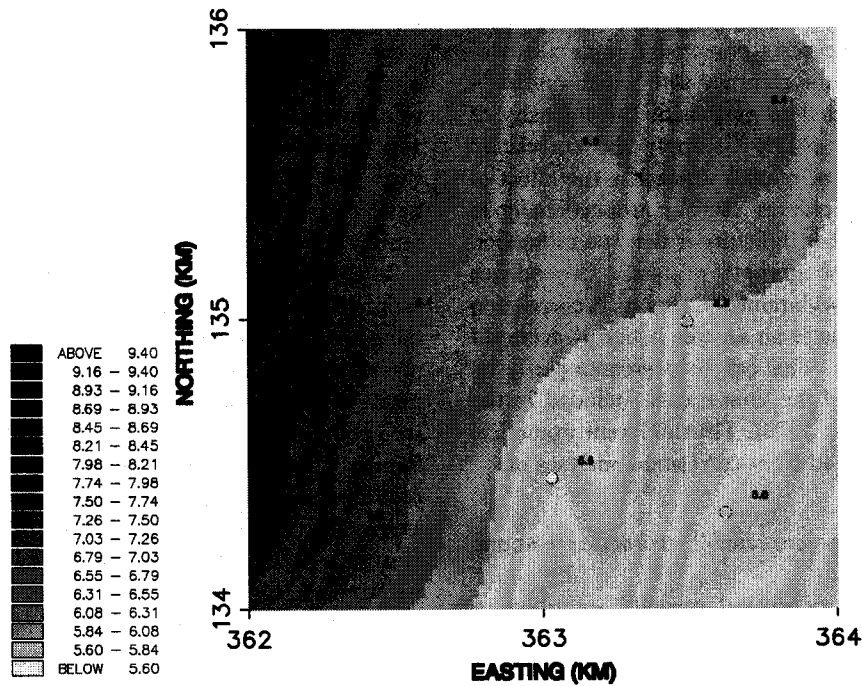 136
135
134
NORTHING (KM)
362
363
364
EASTING (KM)
ABOVE 9.40
9.16 – 9.40
8.93 – 9.16
8.69 – 8.93
8.45 – 8.69
8.21 – 8.45
7.98 – 8.21
7.74 – 7.98
7.50 – 7.74
7.26 – 7.50
7.03 – 7.26
6.79 – 7.03
6.55 – 6.79
6.31 – 6.55
6.08 – 6.31
5.84 – 6.08
5.60 – 5.84
BELOW 5.60